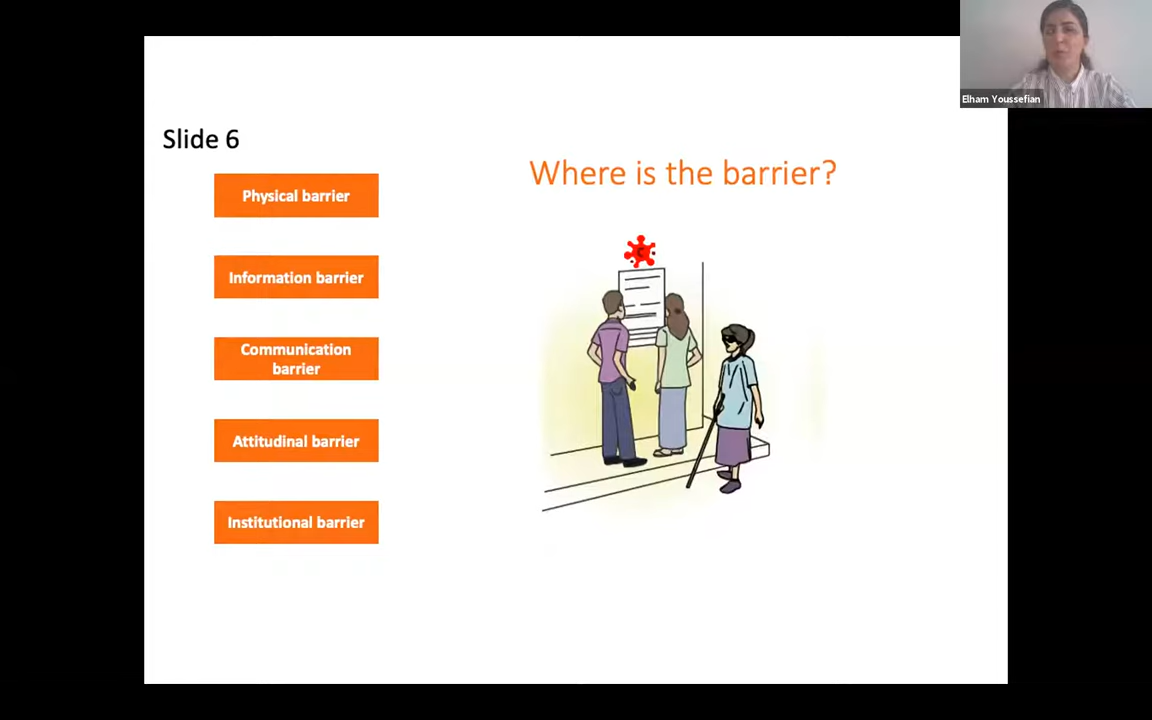 Elham Youssefian
Slide 6
Where is the barrier?
Physical barrier
Information barrier
Communication
barrier
Attitudinal barrier
Institutional barrier